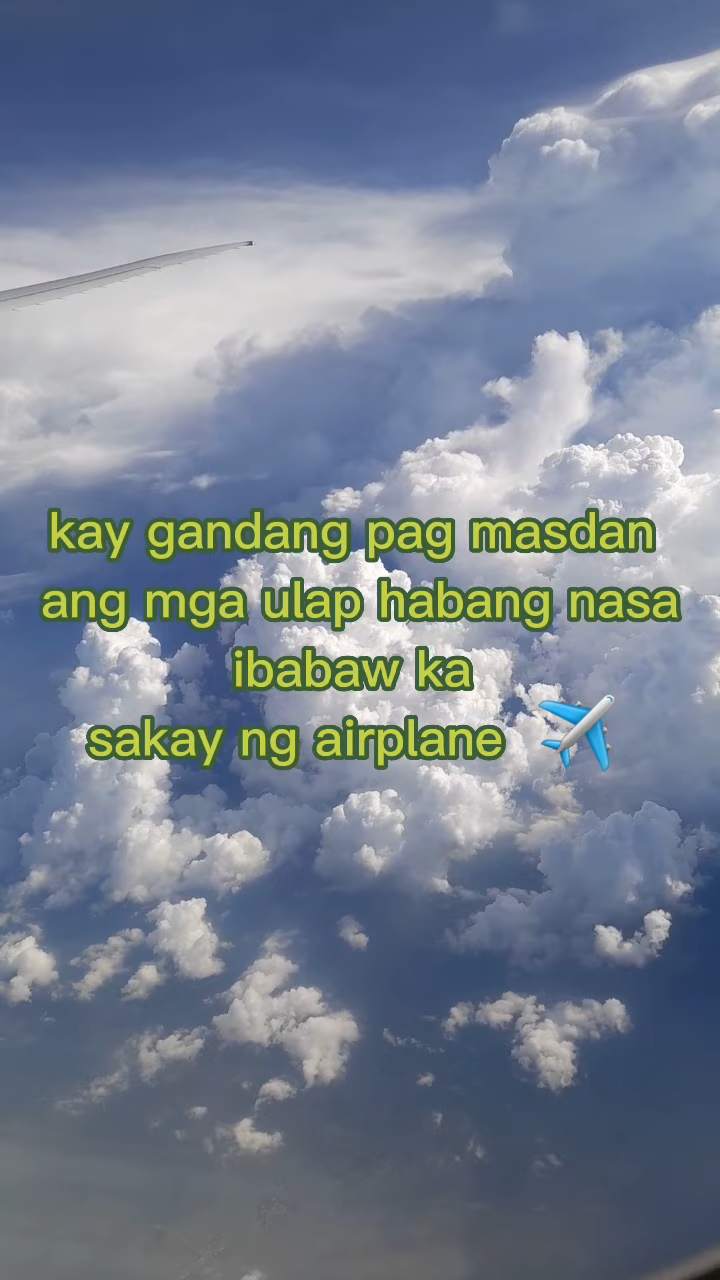 kay gandang pag masdan
ang mga ulap habang nasa
ibabaw ka
sakay ng airplane ✈️